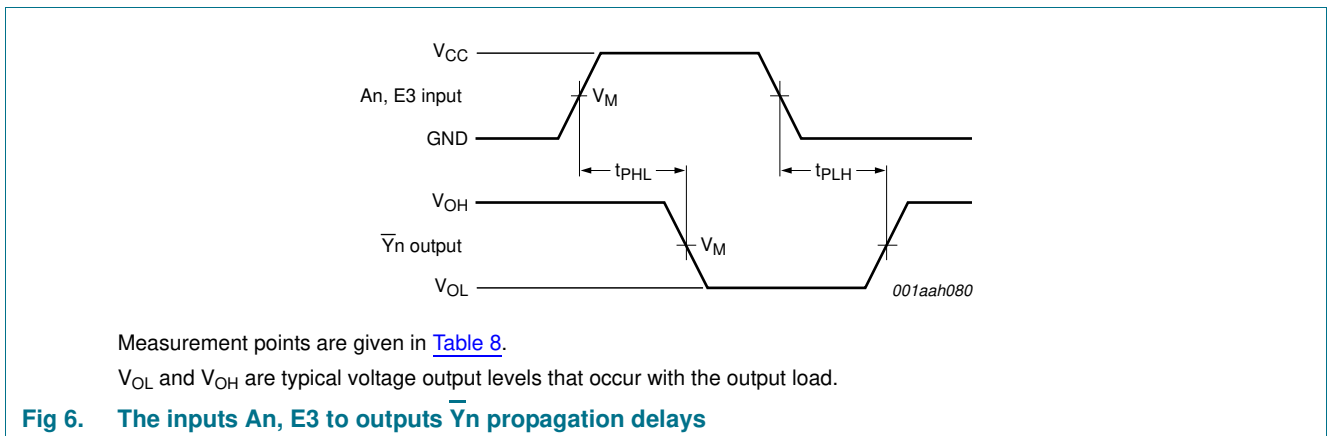 VCC
An, E3 input
VM
GND
tPHL
tPLH
VOH
Y̅n output
VM
VOL
001aah080
Measurement points are given in Table 8.
VOL and VOH are typical voltage output levels that occur with the output load.
Fig 6. The inputs An, E3 to outputs Y̅n propagation delays